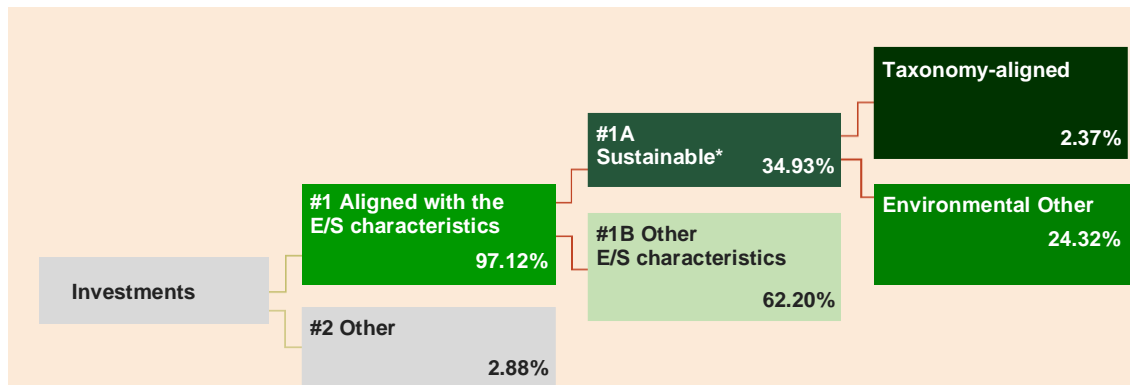 Taxonomy-aligned
2.37%
#1A
Sustainable*
34.93%
#1 Aligned with the
E/S characteristics
97.12%
Environmental Other
24.32%
#1B Other
E/S characteristics
62.20%
Investments
#2 Other
2.88%